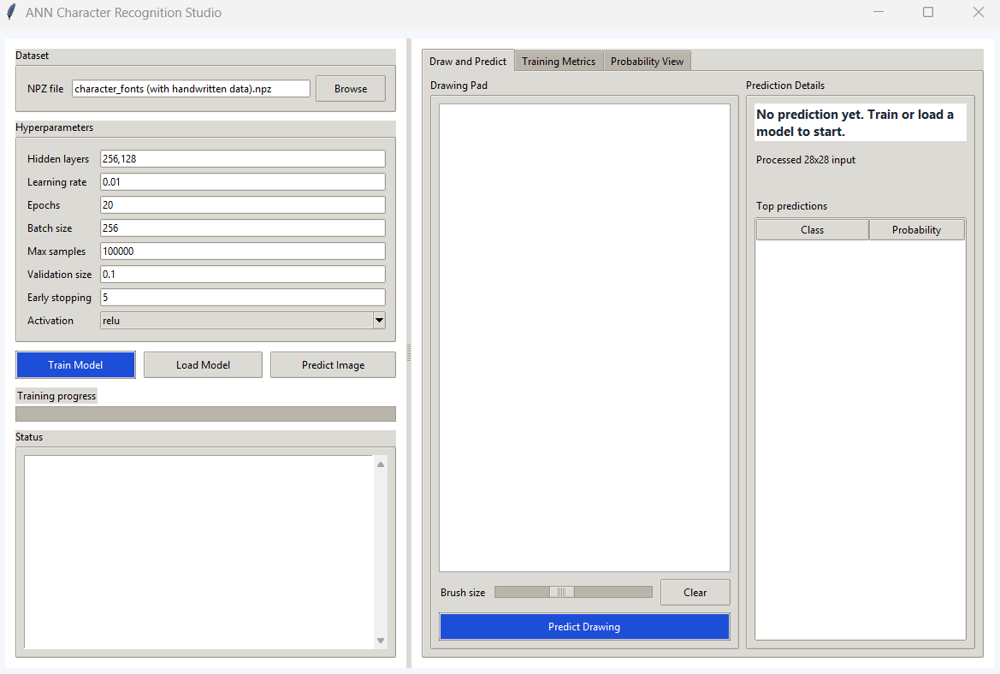 ANN Character Recognition Studio
Dataset
NPZ file character_fonts (with handwritten data).npz Browse
Hyperparameters
Hidden layers 256,128
Learning rate 0.01
Epochs 20
Batch size 256
Max samples 100000
Validation size 0.1
Early stopping 5
Activation relu
Train Model Load Model Predict Image
Training progress
Status
Draw and Predict Training Metrics Probability View
Drawing Pad
Brush size Clear
Predict Drawing
Prediction Details
No prediction yet. Train or load a
model to start.
Processed 28x28 input
Top predictions
Class Probability